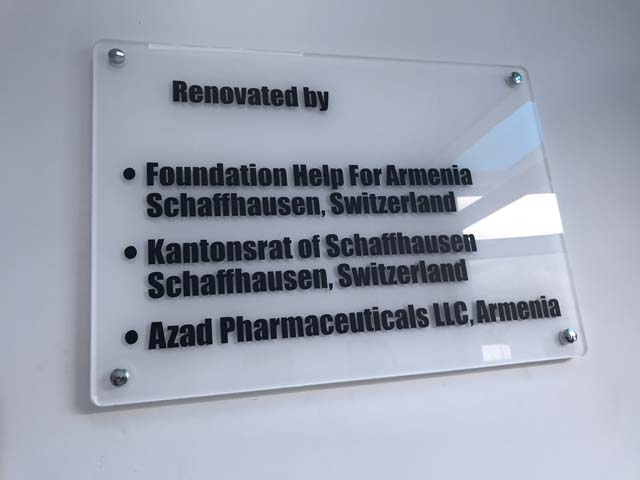 Renovated by
• Foundation Help For Armenia
Schaffhausen, Switzerland
• Kantonsrat of Schaffhausen
Schaffhausen, Switzerland
• Azad Pharmaceuticals LLC, Armenia